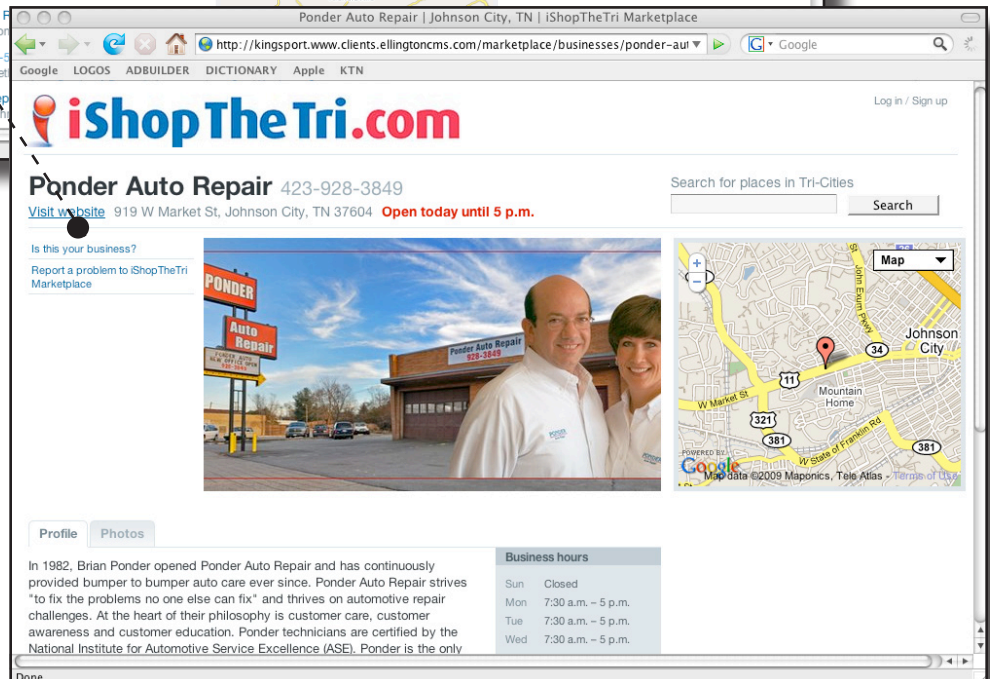 Ponder Auto Repair | Johnson City, TN | iShopTheTri Marketplace
http://kingsport.www.clients.ellingtoncms.com/marketplace/businesses/ponder-aut
G Google
Google LOGOS ADBUILDER DICTIONARY Apple KTN
iShopTheTri.com
Log in / Sign up
Ponder Auto Repair 423-928-3849
Visit website 919 W Market St, Johnson City, TN 37604 Open today until 5 p.m.
Search for places in Tri-Cities
Search
Is this your business?
Report a problem to iShopTheTri
Marketplace
PONDER
Auto
Repair
Ponder Auto Repair
928-3849
+
−
Map
John Exum Pkwy
34
Johnson
City
11
W Market St
Mountain
Home
321
381
W State of Franklin Rd
381
POWERED BY
Google
Map data ©2009 Maponics, Tele Atlas - Terms of Use
Profile Photos
In 1982, Brian Ponder opened Ponder Auto Repair and has continuously
provided bumper to bumper auto care ever since. Ponder Auto Repair strives
"to fix the problems no one else can fix" and thrives on automotive repair
challenges. At the heart of their philosophy is customer care, customer
awareness and customer education. Ponder technicians are certified by the
National Institute for Automotive Service Excellence (ASE). Ponder is the only
Business hours
Sun Closed
Mon 7:30 a.m. – 5 p.m.
Tue 7:30 a.m. – 5 p.m.
Wed 7:30 a.m. – 5 p.m.
Done